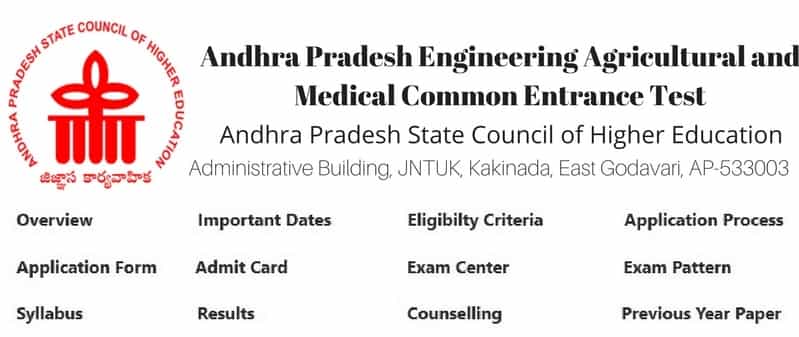 ANDHRA PRADESH STATE COUNCIL OF HIGHER EDUCATION
జిజ్ఞాస కార్యవాహిక
Andhra Pradesh Engineering Agricultural and
Medical Common Entrance Test
Andhra Pradesh State Council of Higher Education
Administrative Building, JNTUK, Kakinada, East Godavari, AP-533003
Overview Important Dates Eligibilty Criteria Application Process
Application Form Admit Card Exam Center Exam Pattern
Syllabus Results Counselling Previous Year Paper